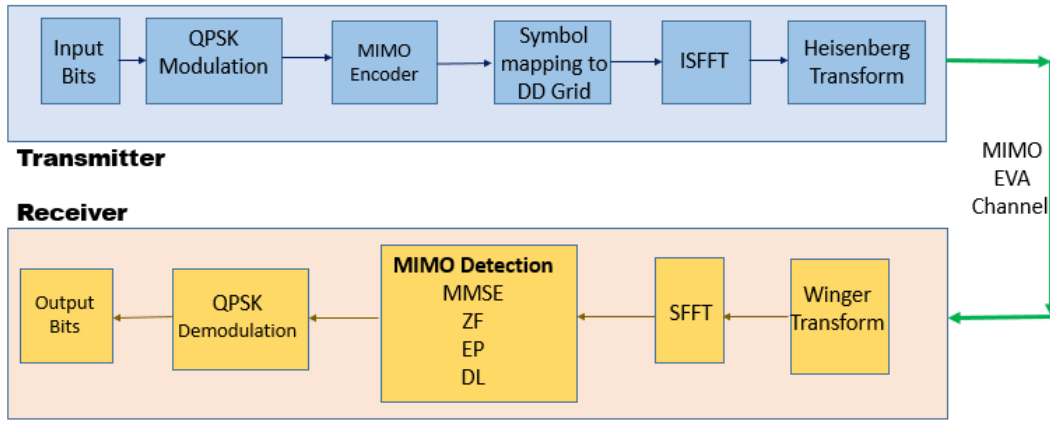 Input
Bits
QPSK
Modulation
MIMO
Encoder
Symbol
mapping to
DD Grid
ISFFT
Heisenberg
Transform
Transmitter
MIMO
EVA
Channel
Receiver
Output
Bits
QPSK
Demodulation
MIMO Detection
MMSE
ZF
EP
DL
SFFT
Winger
Transform